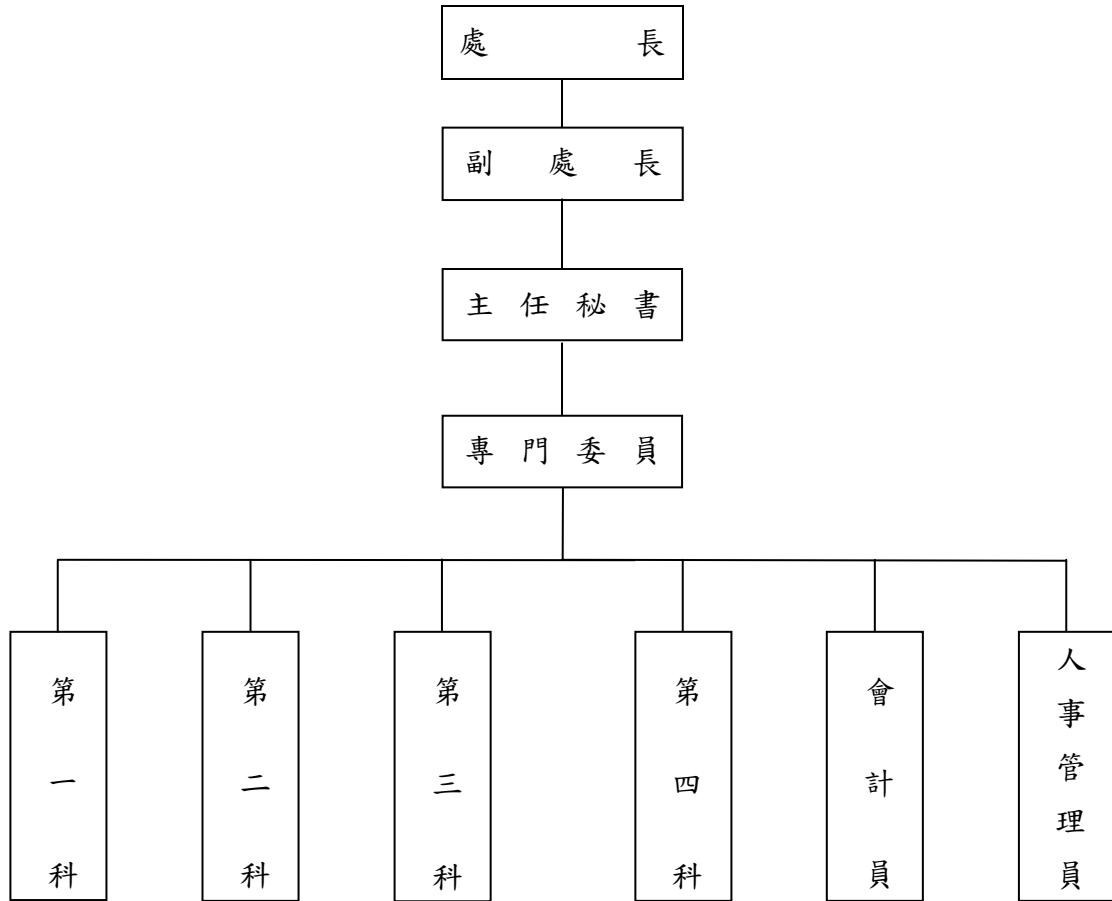 處長
副處長
主任秘書
專門委員
第一科
第二科
第三科
第四科
會計員
人事管理員